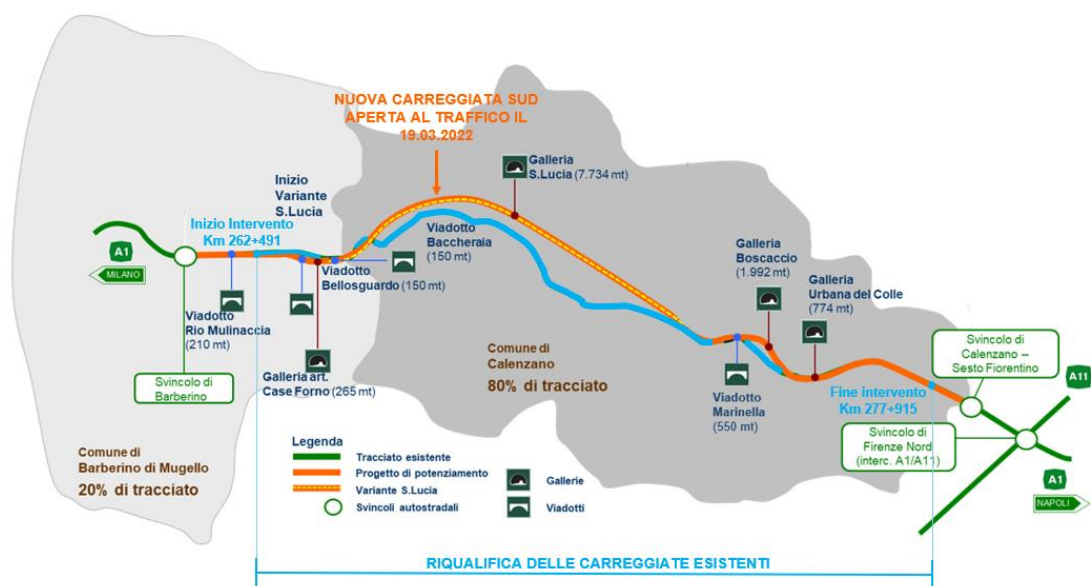 NUOVA CARREGGIATA SUD
APERTA AL TRAFFICO IL
19.03.2022
Galleria
S.Lucia (7.734 mt)
Inizio
Variante
S.Lucia
Inizio Intervento
Km 262+491
A1
MILANO
Viadotto
Baccheraia
(150 mt)
Viadotto
Bellosguardo (150 mt)
Viadotto
Rio Mulinaccia
(210 mt)
Galleria art.
Case Forno (265 mt)
Svincolo di
Barberino
Galleria
Boscaccio
(1.992 mt)
Galleria
Urbana del Colle
(774 mt)
Comune di
Calenzano
80% di tracciato
Viadotto
Marinella
(550 mt)
Fine intervento
Km 277+915
Svincolo di
Calenzano –
Sesto Fiorentino
A11
Svincolo di
Firenze Nord
(interc. A1/A11)
A1
NAPOLI
Comune di
Barberino di Mugello
20% di tracciato
Legenda
Tracciato esistente
Progetto di potenziamento
Variante S.Lucia
Svincoli autostradali
Gallerie
Viadotti
RIQUALIFICA DELLE CARREGGIATE ESISTENTI